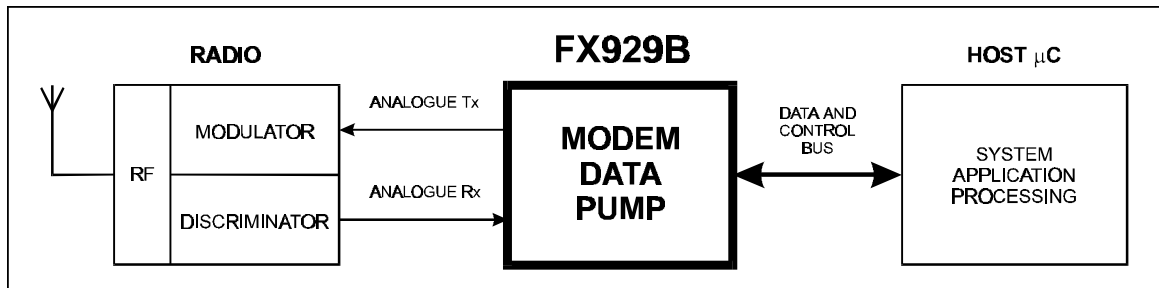 RADIO
FX929B
HOST μC
RF
MODULATOR
DISCRIMINATOR
ANALOGUE Tx
ANALOGUE Rx
MODEM
DATA
PUMP
DATA AND
CONTROL
BUS
SYSTEM
APPLICATION
PROCESSING